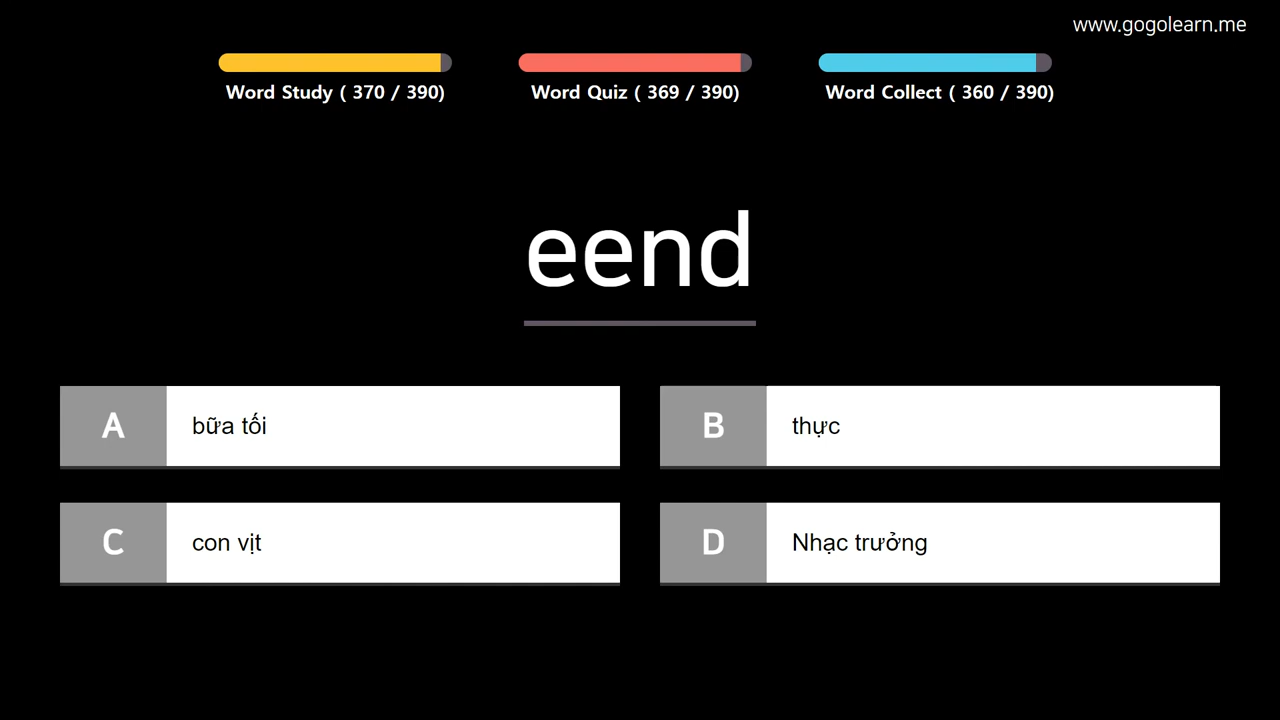 www.gogolearn.me
Word Study ( 370 / 390)
Word Quiz ( 369 / 390)
Word Collect ( 360 / 390)
eend
A bữa tối
B thực
C con vịt
D Nhạc trưởng